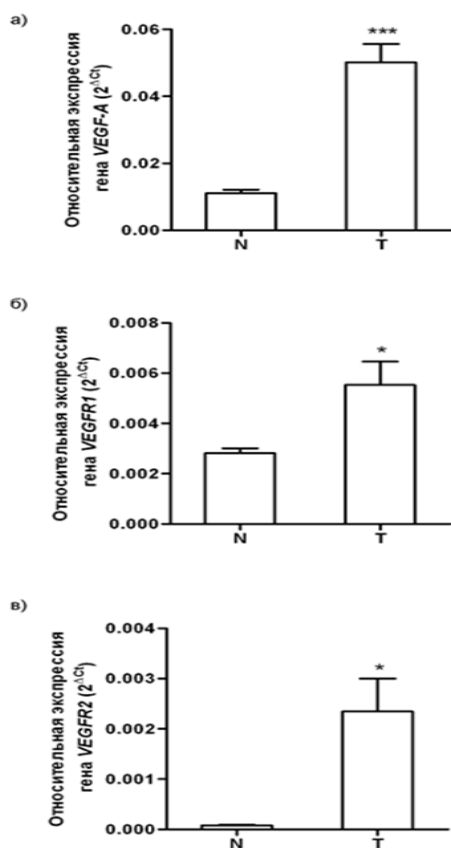 а)
Относительная экспрессия
гена VEGF-A (2^ΔCt)
0.06
0.04
0.02
0.00
***
N T
б)
Относительная экспрессия
гена VEGFR1 (2^ΔCt)
0.008
0.006
0.004
0.002
0.000
*
N T
в)
Относительная экспрессия
гена VEGFR2 (2^ΔCt)
0.004
0.003
0.002
0.001
0.000
*
N T